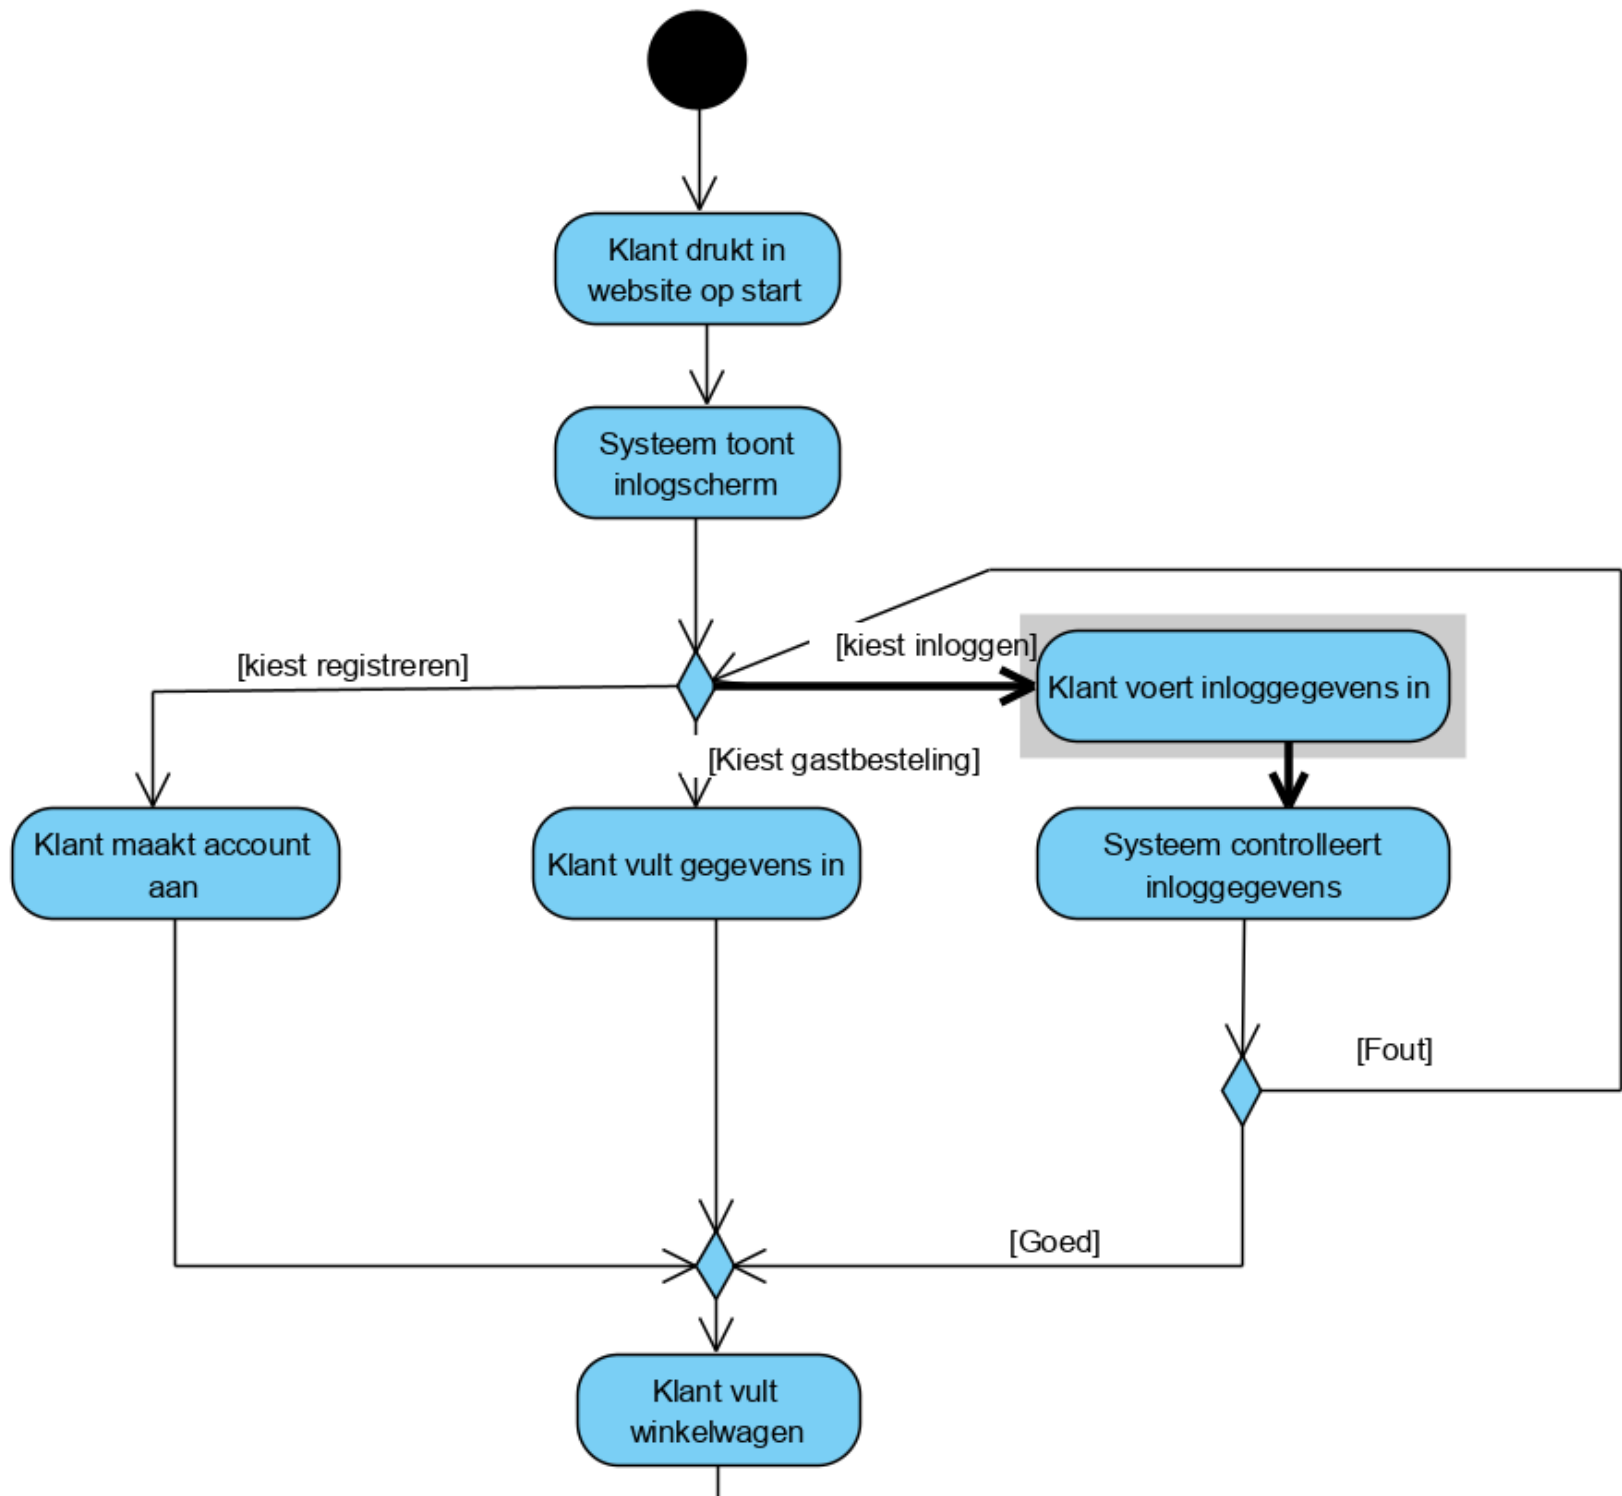 Klant drukt in
website op start
Systeem toont
inlogscherm
[kiest registreren]
[kiest inloggen]
Klant voert inloggegevens in
[Kiest gastbesteling]
Klant maakt account
aan
Klant vult gegevens in
Systeem controlleert
inloggegevens
[Fout]
[Goed]
Klant vult
winkelwagen